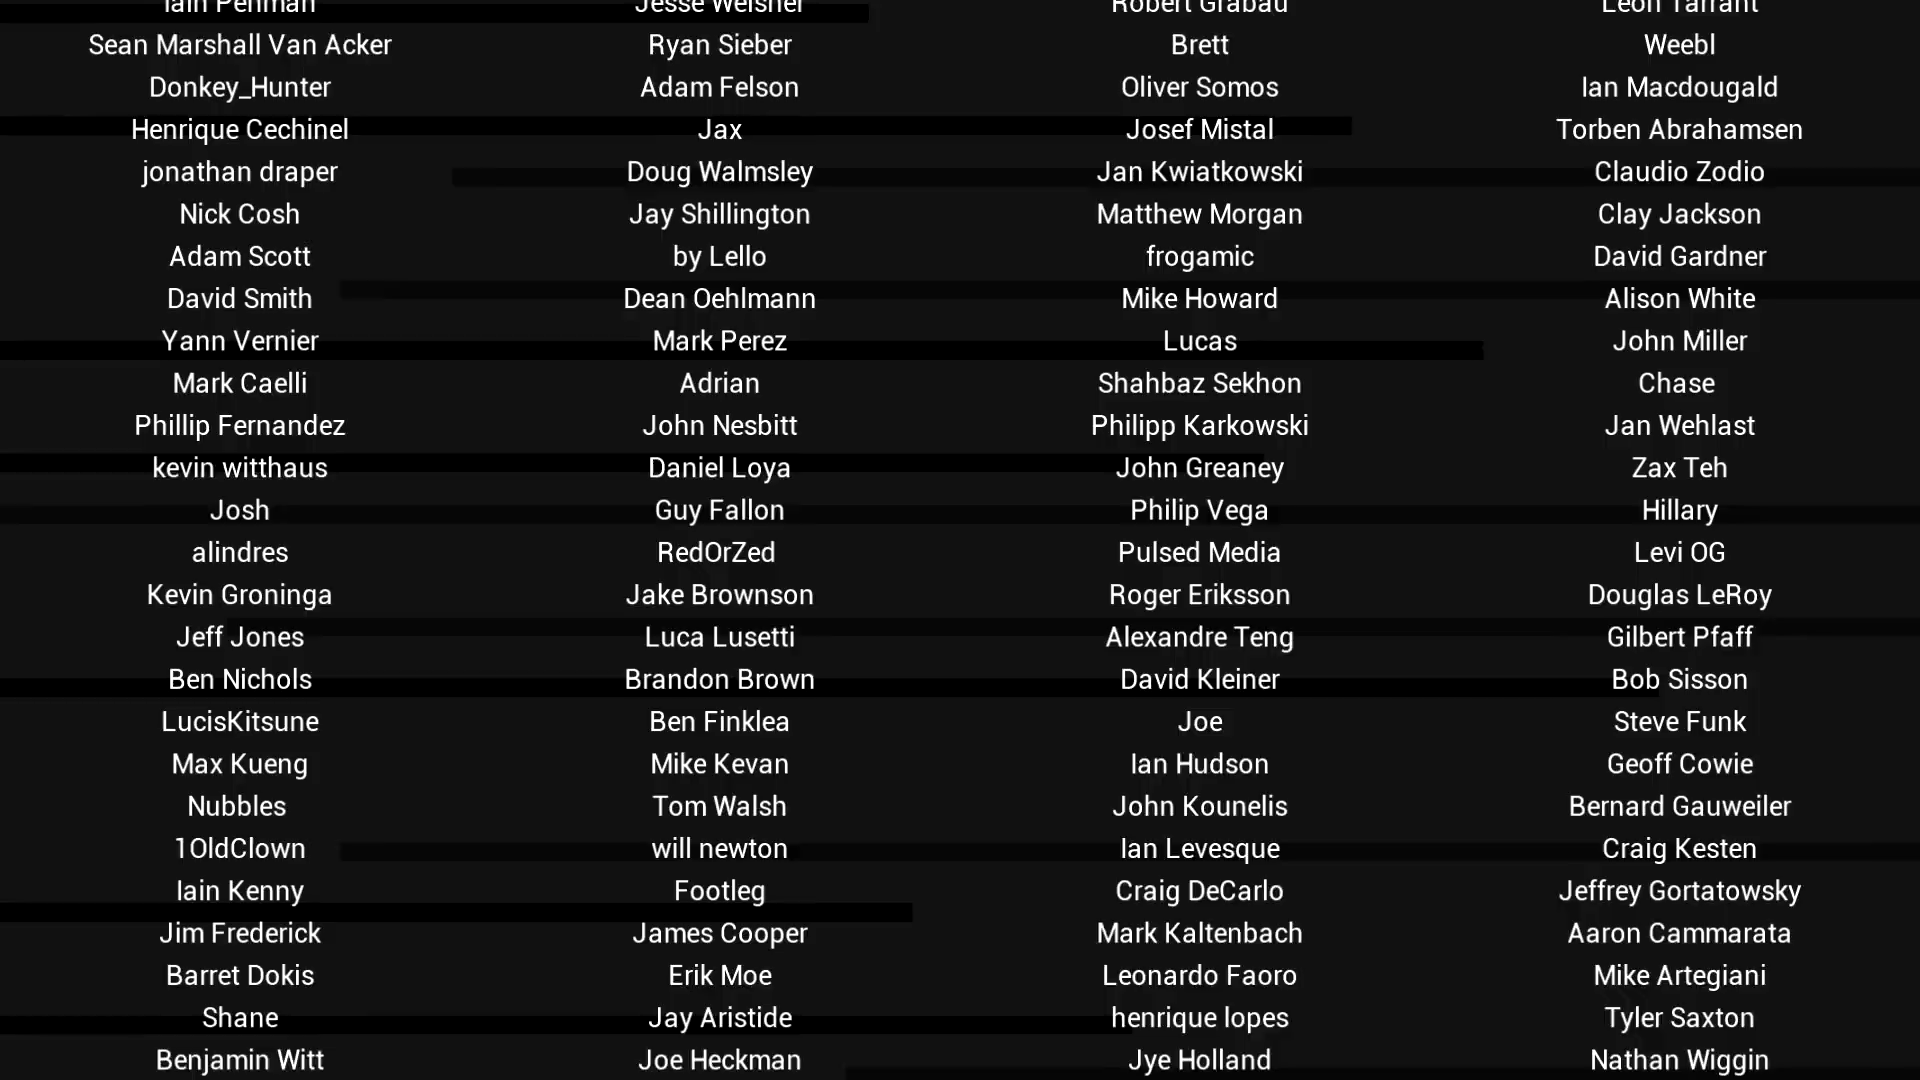 Iain Penman Jesse Weisner Robert Grabau Leon Tarrant
Sean Marshall Van Acker Ryan Sieber Brett Weebl
Donkey_Hunter Adam Felson Oliver Somos Ian Macdougald
Henrique Cechinel Jax Josef Mistal Torben Abrahamsen
jonathan draper Doug Walmsley Jan Kwiatkowski Claudio Zodio
Nick Cosh Jay Shillington Matthew Morgan Clay Jackson
Adam Scott by Lello frogamic David Gardner
David Smith Dean Oehlmann Mike Howard Alison White
Yann Vernier Mark Perez Lucas John Miller
Mark Caelli Adrian Shahbaz Sekhon Chase
Phillip Fernandez John Nesbitt Philipp Karkowski Jan Wehlast
kevin witthaus Daniel Loya John Greaney Zax Teh
Josh Guy Fallon Philip Vega Hillary
alindres RedOrZed Pulsed Media Levi OG
Kevin Groninga Jake Brownson Roger Eriksson Douglas LeRoy
Jeff Jones Luca Lusetti Alexandre Teng Gilbert Pfaff
Ben Nichols Brandon Brown David Kleiner Bob Sisson
LucisKitsune Ben Finklea Joe Steve Funk
Max Kueng Mike Kevan Ian Hudson Geoff Cowie
Nubbles Tom Walsh John Kounelis Bernard Gauweiler
1OldClown will newton Ian Levesque Craig Kesten
Iain Kenny Footleg Craig DeCarlo Jeffrey Gortatowsky
Jim Frederick James Cooper Mark Kaltenbach Aaron Cammarata
Barret Dokis Erik Moe Leonardo Faoro Mike Artegiani
Shane Jay Aristide henrique lopes Tyler Saxton
Benjamin Witt Joe Heckman Jye Holland Nathan Wiggin